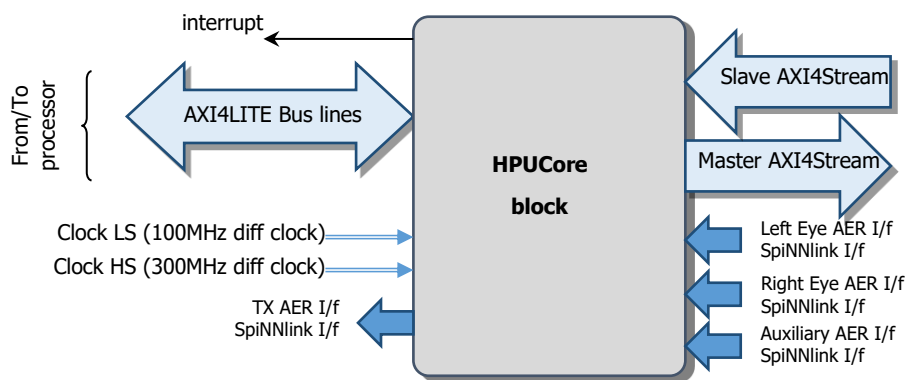 interrupt
From/To
processor
AXI4LITE Bus lines
Clock LS (100MHz diff clock)
Clock HS (300MHz diff clock)
TX AER I/f
SpiNNlink I/f
HPUCore
block
Slave AXI4Stream
Master AXI4Stream
Left Eye AER I/f
SpiNNlink I/f
Right Eye AER I/f
SpiNNlink I/f
Auxiliary AER I/f
SpiNNlink I/f